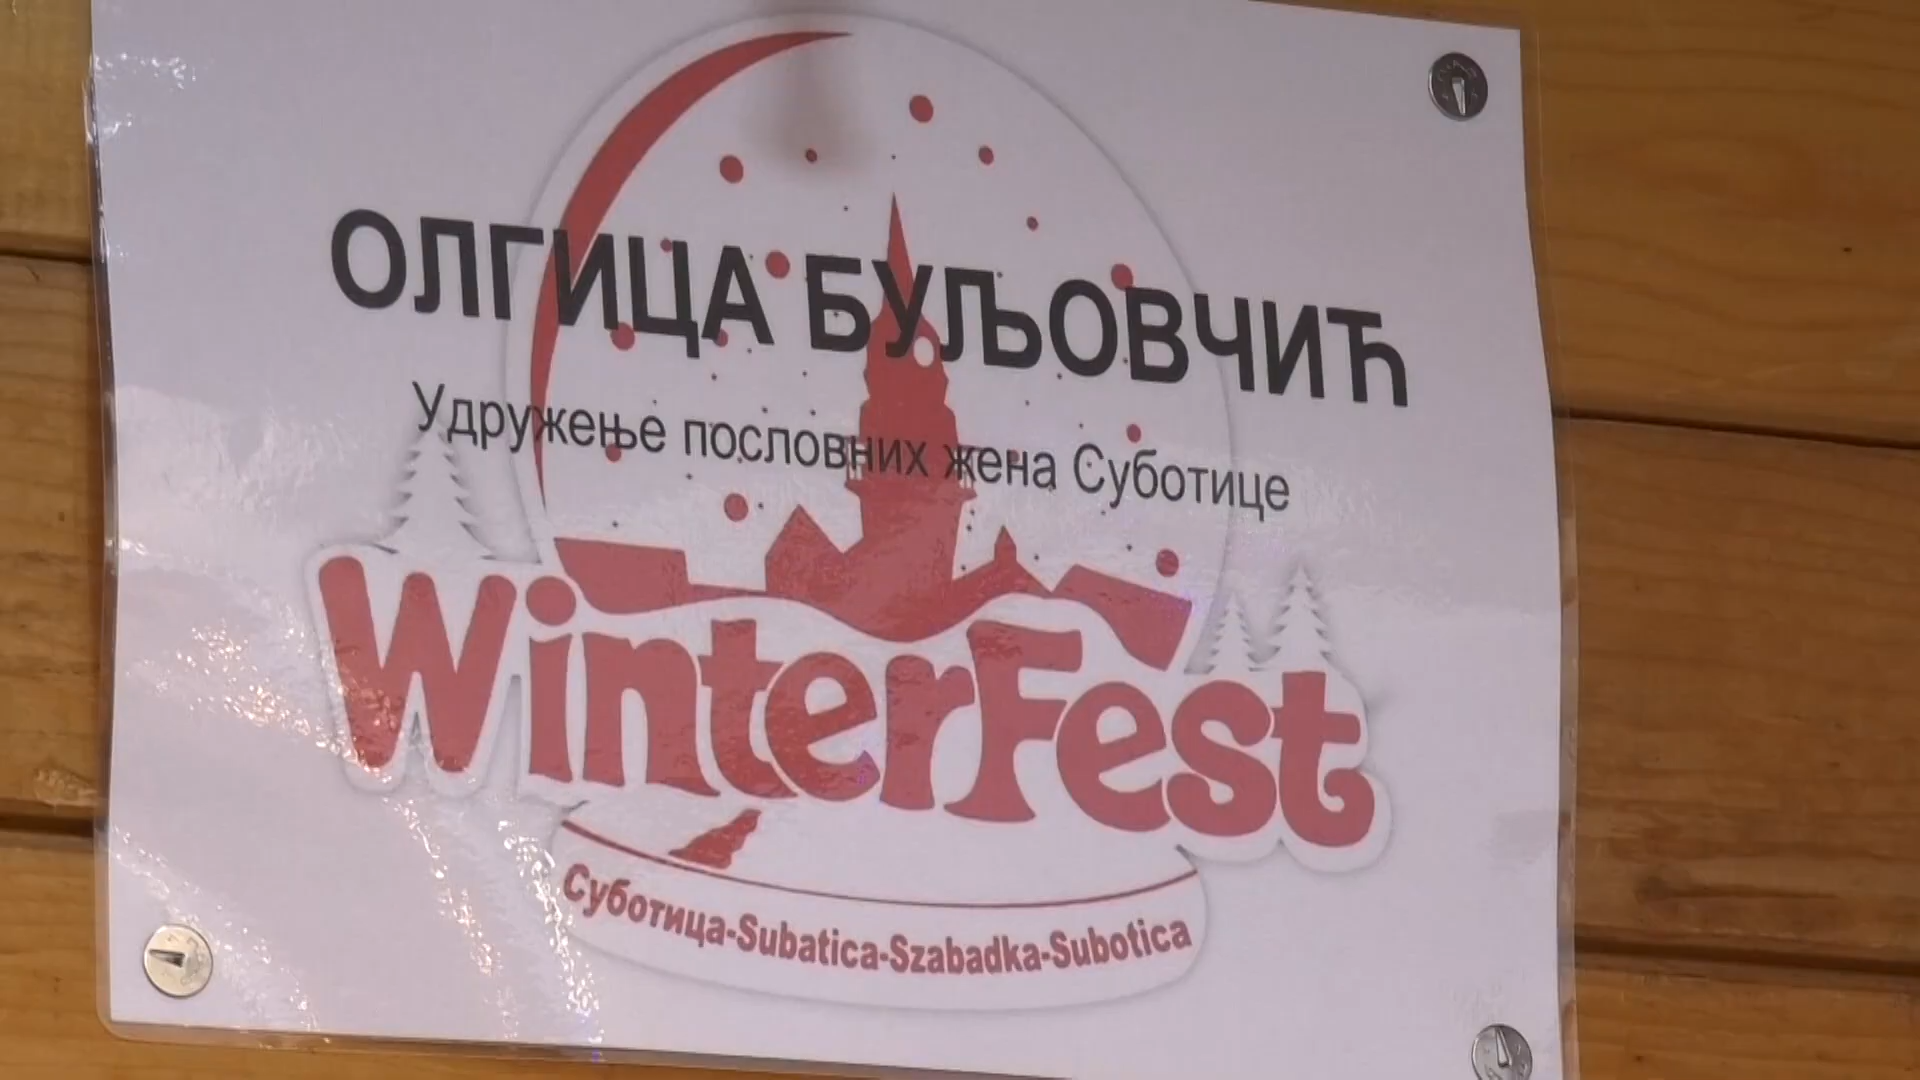 ОЛГИЦА БУЉОВЧИЋ
Удружење пословних жена Суботице
WinterFest
Суботица-Subatica-Szabadka-Subotica